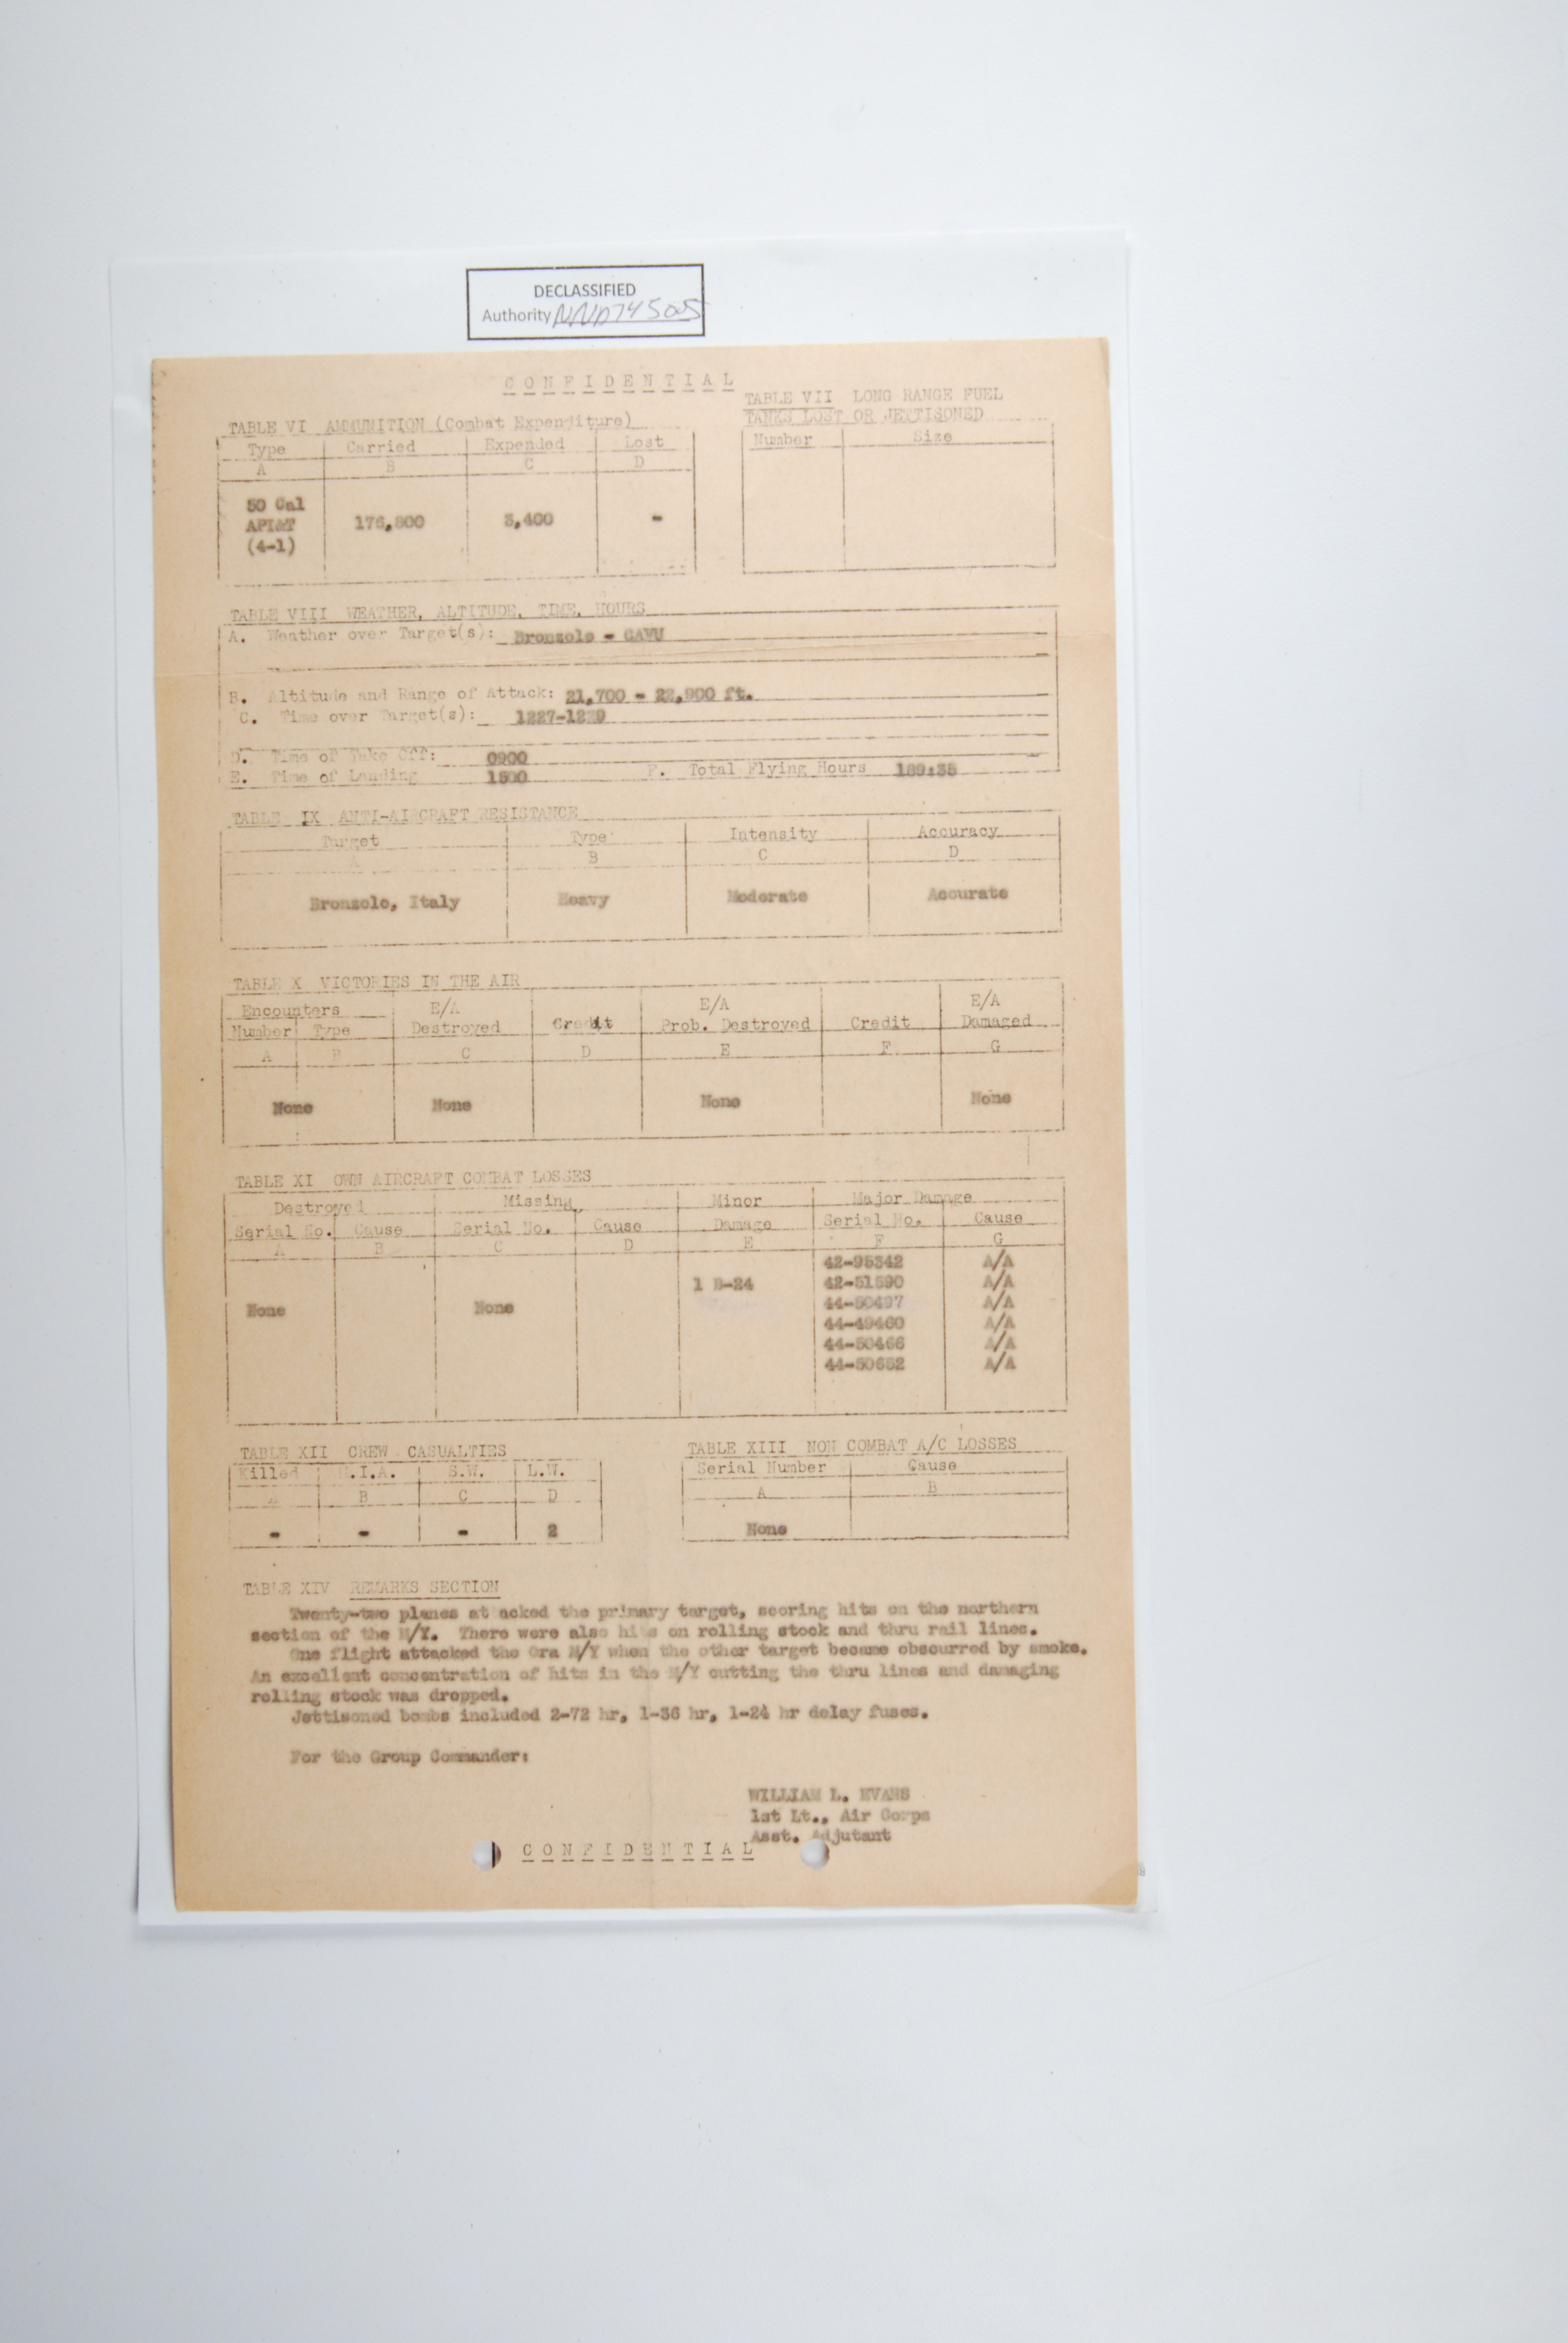 DECLASSIFIED
Authority NND745005
CONFIDENTIAL
TABLE VI AMMUNITION (Combat Expenditure)
Type Carried Expended Lost
A B C D
50 Cal
API&T 176,800 3,400 -
(4-1)
TABLE VII LONG RANGE FUEL
TANKS LOST OR JETTISONED
Number Size
TABLE VIII WEATHER, ALTITUDE, TIME, HOURS
A. Weather over Target(s): Bronzolo - CAVU
B. Altitude and Range of Attack: 21,700 - 22,900 ft.
C. Time over Target(s): 1227-1239
D. Time of Take Off: 0900
E. Time of Landing 1500 F. Total Flying Hours 189:35
TABLE IX ANTI-AIRCRAFT RESISTANCE
Target Type Intensity Accuracy
A B C D
Bronzolo, Italy Heavy Moderate Accurate
TABLE X VICTORIES IN THE AIR
Encounters E/A E/A E/A
Number Type Destroyed Credit Prob. Destroyed Credit Damaged
A B C D E F G
None None None None
TABLE XI OWN AIRCRAFT COMBAT LOSSES
Destroyed Missing Minor Major Damage
Serial No. Cause Serial No. Cause Damage Serial No. Cause
A B C D E F G
42-95342 A/A
1 B-24 42-51590 A/A
None None 44-50497 A/A
44-49460 A/A
44-50466 A/A
44-50652 A/A
TABLE XII CREW CASUALTIES
Killed M.I.A. S.W. L.W.
A B C D
- - - 2
TABLE XIII NON COMBAT A/C LOSSES
Serial Number Cause
A B
None
TABLE XIV REMARKS SECTION
Twenty-two planes at acked the primary target, scoring hits on the northern
section of the M/Y. There were also hits on rolling stock and thru rail lines.
One flight attacked the Ora M/Y when the other target became obscurred by smoke.
An excellent concentration of hits in the M/Y cutting the thru lines and damaging
rolling stock was dropped.
Jettisoned bombs included 2-72 hr, 1-36 hr, 1-24 hr delay fuses.
For the Group Commander:
WILLIAM L. EVANS
1st Lt., Air Corps
Asst. Adjutant
CONFIDENTIAL